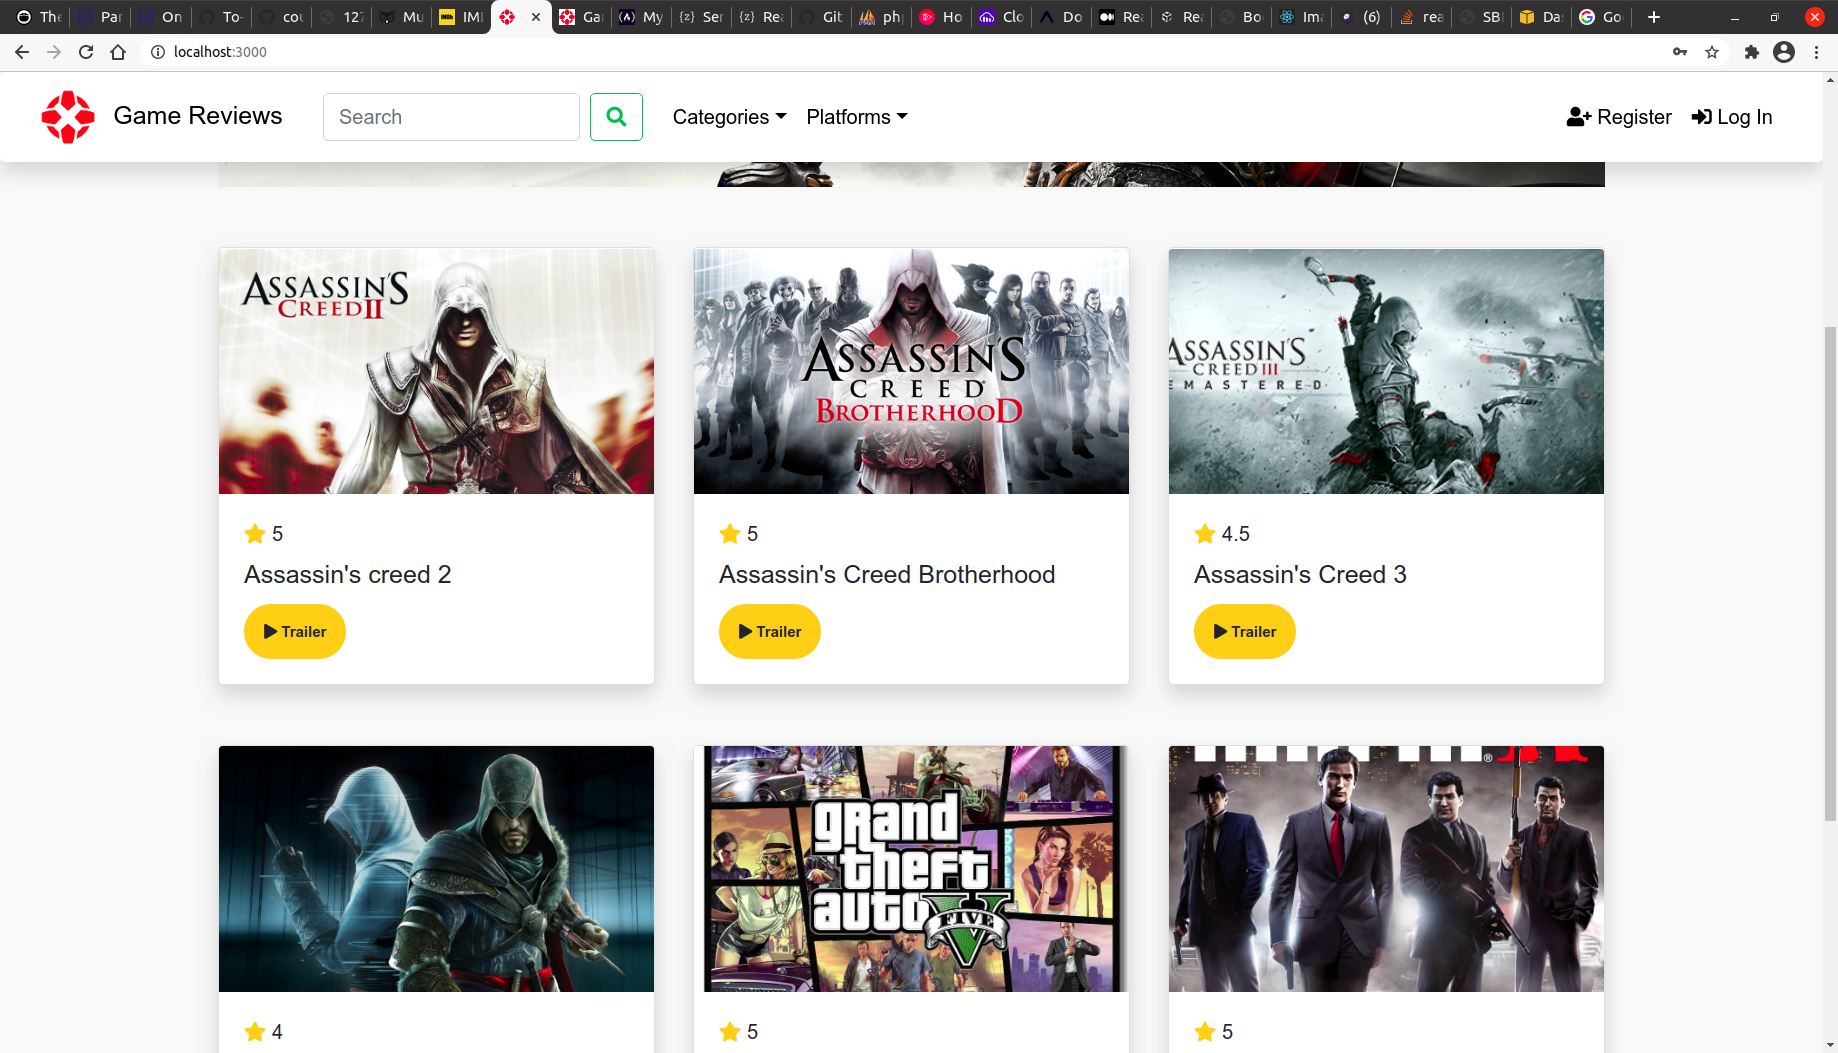 The Par On To- cou 127 Mu IMI Ga My Ser Rea Git php Ho Clo Do Rea Rea Bo Ima (6) rea SBI Da Go
localhost:3000
Game Reviews Search Categories Platforms Register Log In
ASSASSIN'S
CREED II
ASSASSIN'S
CREED
BROTHERHOOD
ASSASSIN'S
CREED III
EMASTERED
5
Assassin's creed 2
Trailer
5
Assassin's Creed Brotherhood
Trailer
4.5
Assassin's Creed 3
Trailer
grand
theft
auto
V
FIVE
®
4
5
5